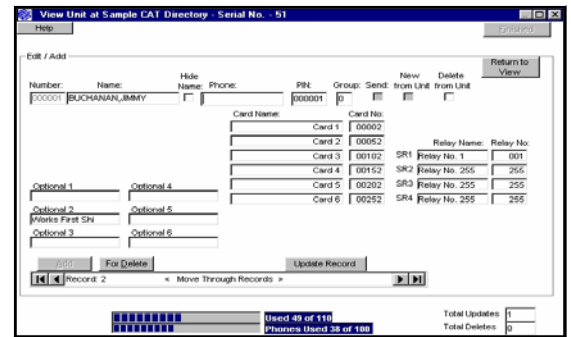 View Unit at Sample CAT Directory - Serial No. - 51
Help
Finished
Edit / Add
Return to View
Number: Name: Hide Name: Phone: PIN: Group: Send: New from Unit Delete from Unit
000001 BUCHANAN,JIMMY 000001 0
Card Name: Card No:
Card 1 00002
Card 2 00052 Relay Name: Relay No:
Card 3 00102 SR1 Relay No. 1 001
Card 4 00152 SR2 Relay No. 255 255
Optional 1 Optional 4 Card 5 00202 SR3 Relay No. 255 255
Card 6 00252 SR4 Relay No. 255 255
Optional 2 Optional 5
Works First Shi
Optional 3 Optional 6
Add For Delete Update Record
Record: 2 « Move Through Records »
Used 49 of 110 Total Updates 1
Phones Used 38 of 100 Total Deletes 0